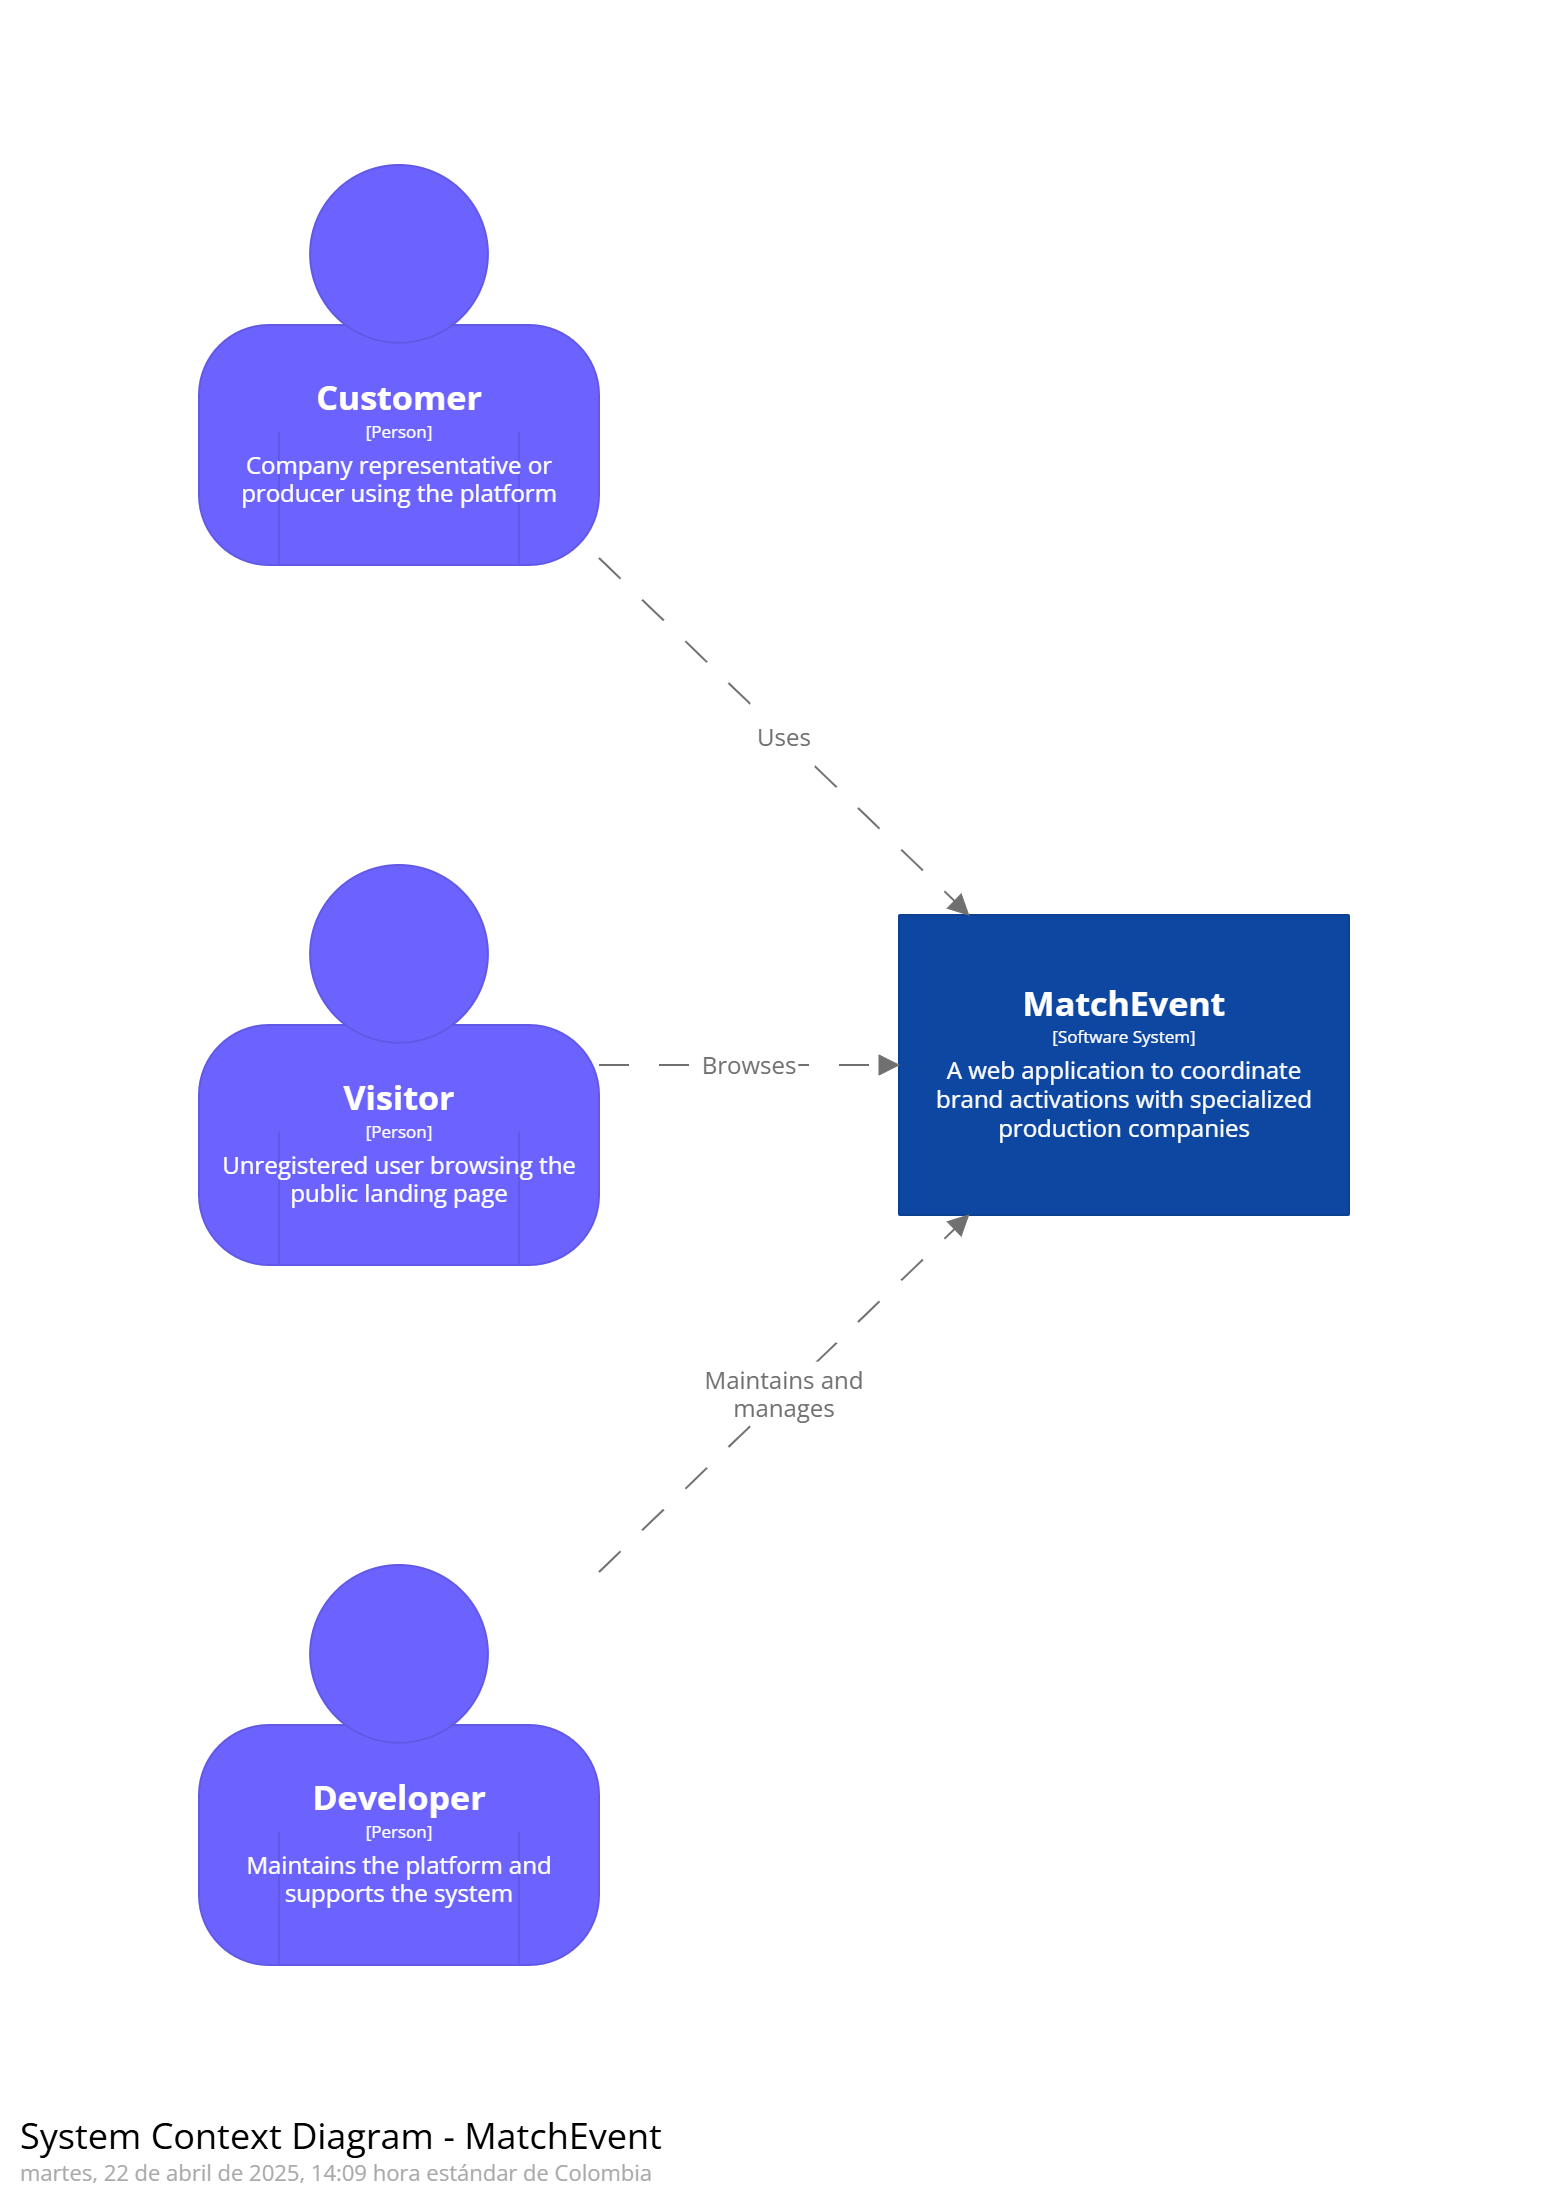 Customer
[Person]
Company representative or
producer using the platform
Uses
Visitor
[Person]
Unregistered user browsing the
public landing page
Browses
MatchEvent
[Software System]
A web application to coordinate
brand activations with specialized
production companies
Maintains and
manages
Developer
[Person]
Maintains the platform and
supports the system
System Context Diagram - MatchEvent
martes, 22 de abril de 2025, 14:09 hora estándar de Colombia